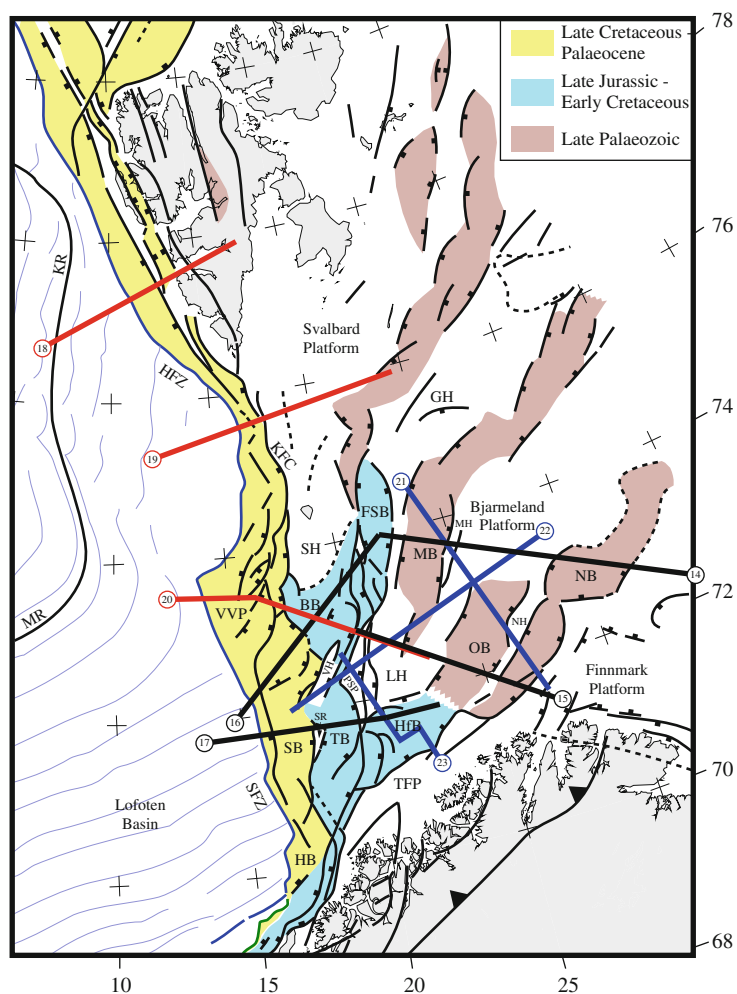 78
Late Cretaceous
Palaeocene
Late Jurassic -
Early Cretaceous
Late Palaeozoic
76
KR
18
Svalbard
Platform
HFZ
GH
74
19
KFC
21
FSB
Bjarmeland
Platform
MH
22
SH
MB
NB
14
72
20
VVP
BB
MR
NH
OB
VH
PSP
LH
Finnmark
Platform
15
16
SR
17
SB
TB
HfB
23
70
TFP
SFZ
Lofoten
Basin
HB
68
10
15
20
25